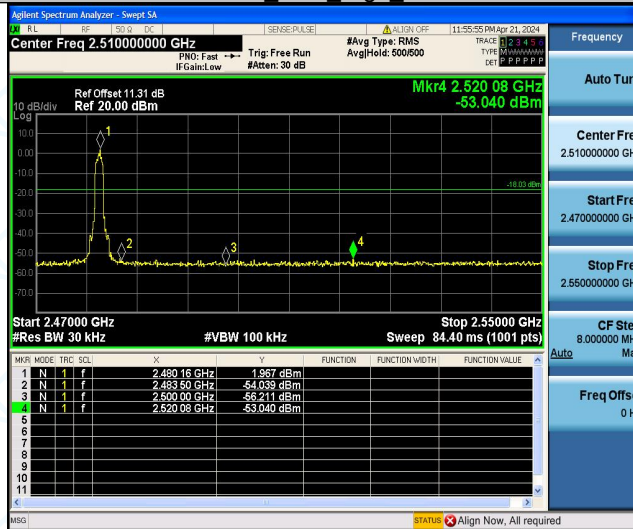 Agilent Spectrum Analyzer - Swept SA
LXI RL RF 50 Ω DC SENSE:PULSE ALIGN OFF 11:55:55 PM Apr 21, 2024
Center Freq 2.510000000 GHz
PNO: Fast
IFGain:Low
Trig: Free Run
#Atten: 30 dB
#Avg Type: RMS
Avg|Hold: 500/500
TRACE 1 2 3 4 5 6
TYPE M
DET P P P P P P
Ref Offset 11.31 dB
Ref 20.00 dBm
Mkr4 2.520 08 GHz
-53.040 dBm
10 dB/div
Log
10.0
0.00
-10.0
-20.0
-30.0
-40.0
-50.0
-60.0
-70.0
-18.03 dBm
1
2
3
4
Start 2.47000 GHz Stop 2.55000 GHz
#Res BW 30 kHz #VBW 100 kHz Sweep 84.40 ms (1001 pts)
MKR MODE TRC SCL X Y FUNCTION FUNCTION WIDTH FUNCTION VALUE
1 N 1 f 2.480 16 GHz 1.967 dBm
2 N 1 f 2.483 50 GHz -54.039 dBm
3 N 1 f 2.500 00 GHz -56.211 dBm
4 N 1 f 2.520 08 GHz -53.040 dBm
5
6
7
8
9
10
11
MSG STATUS Align Now, All required
Frequency
Auto Tun
Center Fre
2.510000000 GH
Start Fre
2.470000000 GH
Stop Fre
2.550000000 GH
CF Ste
8.000000 MH
Auto Ma
Freq Offse
0 H